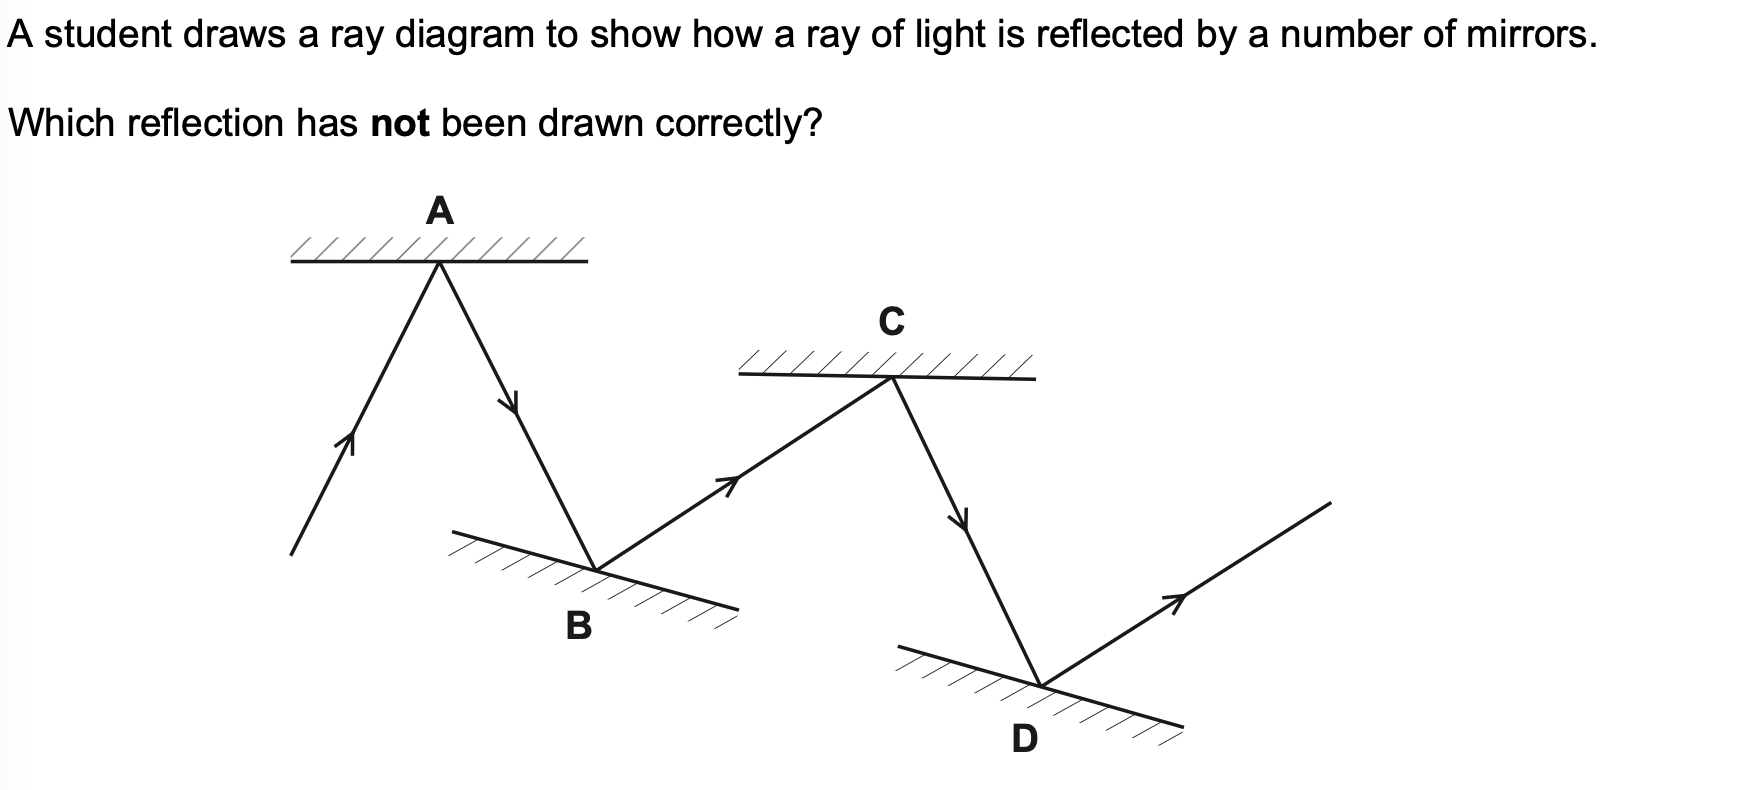 A student draws a ray diagram to show how a ray of light is reflected by a number of mirrors.
Which reflection has not been drawn correctly?
A
C
B
D